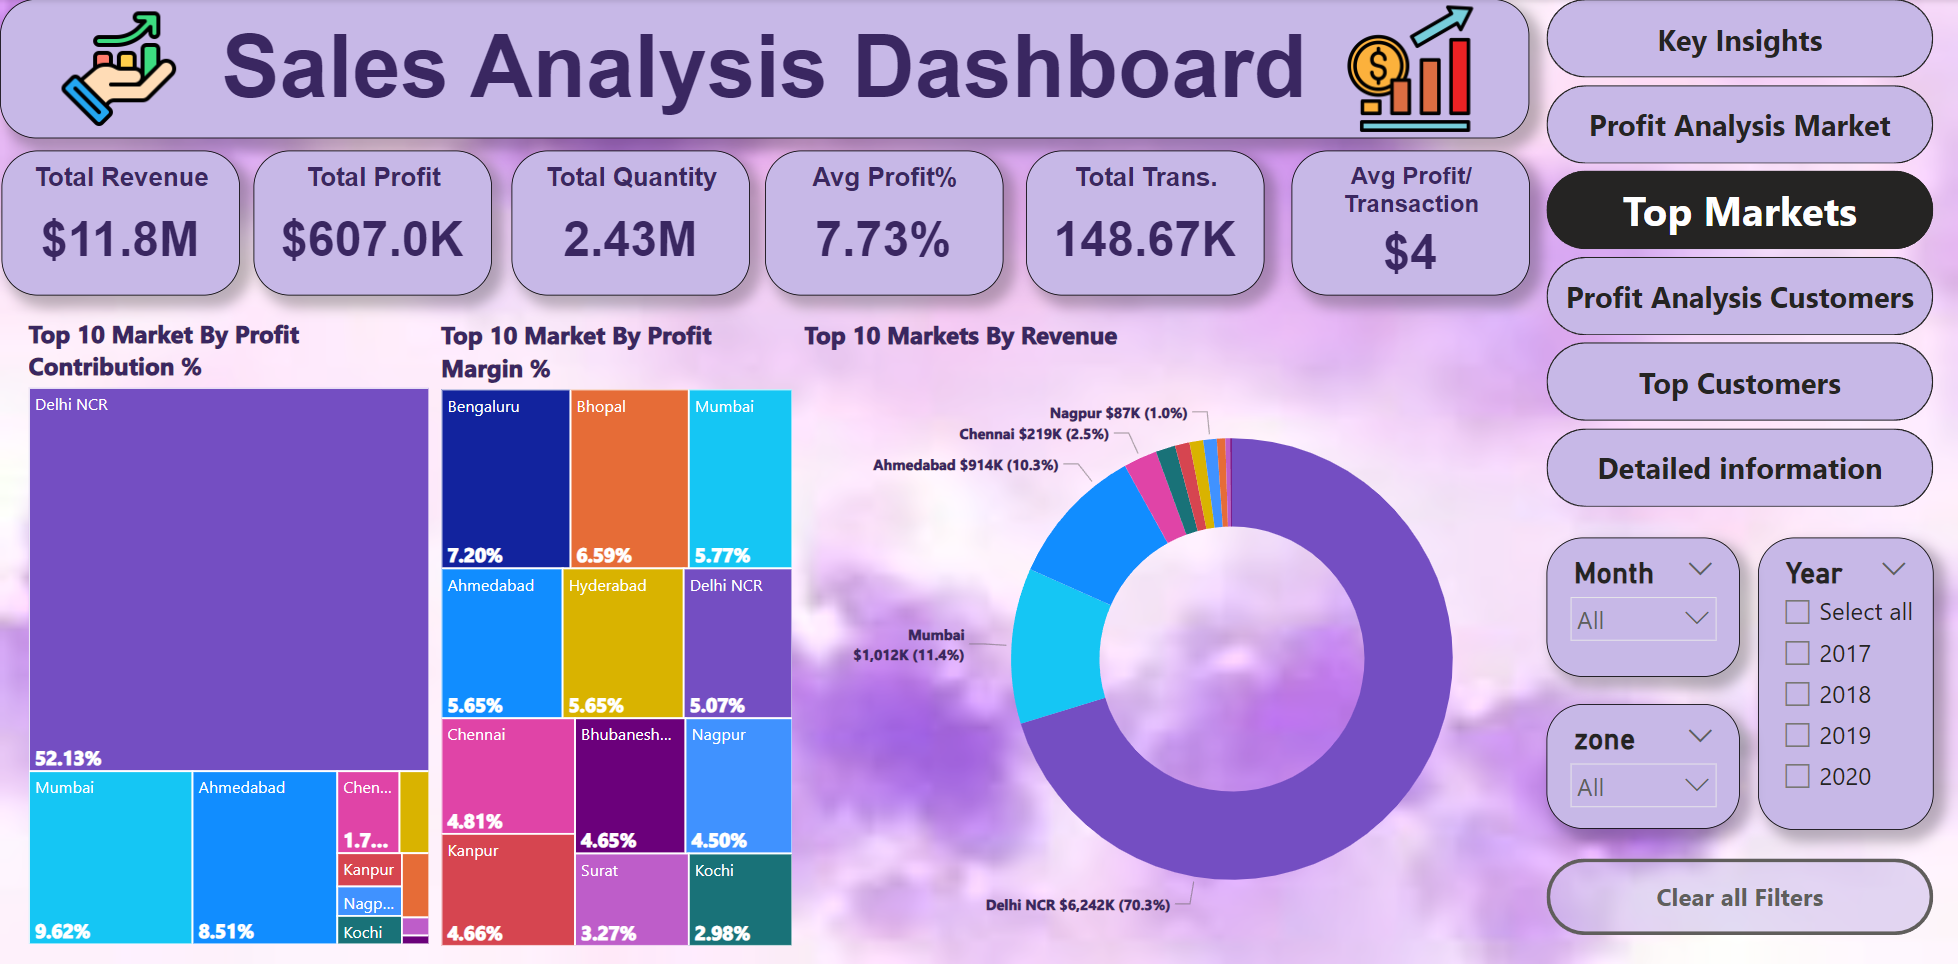 Sales Analysis Dashboard
Key Insights
Profit Analysis Market
Top Markets
Profit Analysis Customers
Top Customers
Detailed information
Total Revenue
$11.8M
Total Profit
$607.0K
Total Quantity
2.43M
Avg Profit%
7.73%
Total Trans.
148.67K
Avg Profit/
Transaction
$4
Top 10 Market By Profit
Contribution %
Delhi NCR
52.13%
Mumbai
9.62%
Ahmedabad
8.51%
Chen...
1.7...
Kanpur
Nagp...
Kochi
Top 10 Market By Profit
Margin %
Bengaluru
7.20%
Bhopal
6.59%
Mumbai
5.77%
Ahmedabad
5.65%
Hyderabad
5.65%
Delhi NCR
5.07%
Chennai
4.81%
Bhubanesh...
4.65%
Nagpur
4.50%
Kanpur
4.66%
Surat
3.27%
Kochi
2.98%
Top 10 Markets By Revenue
Nagpur $87K (1.0%)
Chennai $219K (2.5%)
Ahmedabad $914K (10.3%)
Mumbai
$1,012K (11.4%)
Delhi NCR $6,242K (70.3%)
Month
All
zone
All
Year
Select all
2017
2018
2019
2020
Clear all Filters